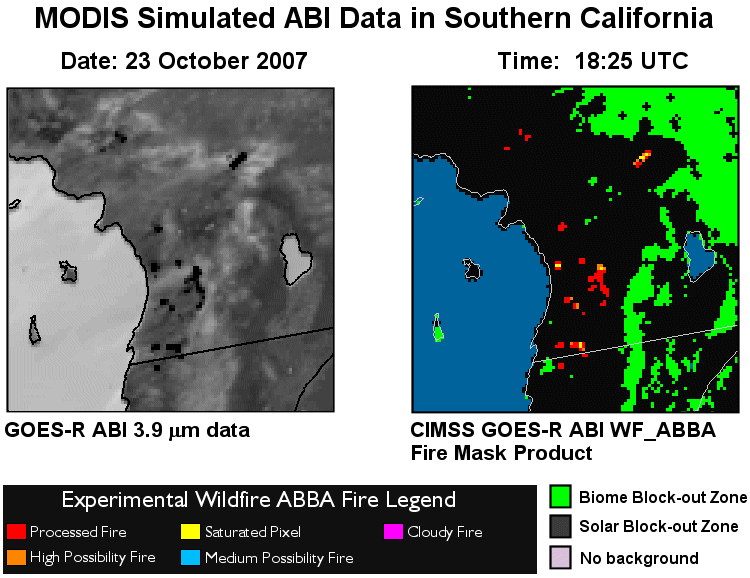 MODIS Simulated ABI Data in Southern California
Date: 23 October 2007 Time: 18:25 UTC
GOES-R ABI 3.9 µm data
CIMSS GOES-R ABI WF_ABBA
Fire Mask Product
Experimental Wildfire ABBA Fire Legend
Processed Fire Saturated Pixel Cloudy Fire
High Possibility Fire Medium Possibility Fire
Biome Block-out Zone
Solar Block-out Zone
No background